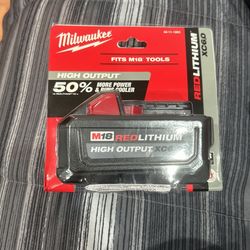 Milwaukee
FITS M18 TOOLS
HIGH OUTPUT
50% MORE POWER
& RUNS COOLER
REDLITHIUM
XC6.0
M18 REDLITHIUM
HIGH OUTPUT XC6.0